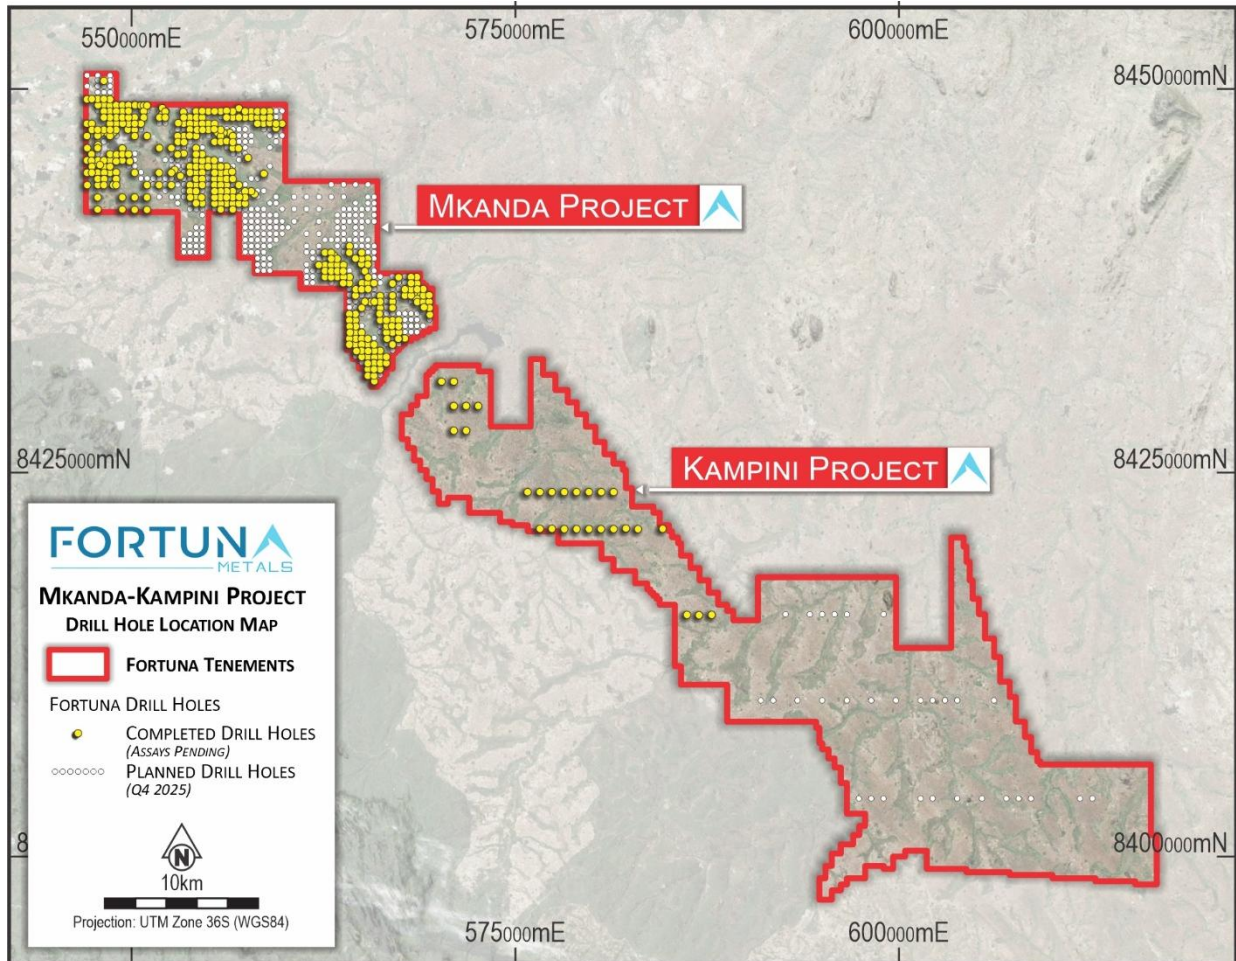 550000mE
575000mE
600000mE
8450000mN
MKANDA PROJECT
8425000mN
KAMPINI PROJECT
8425000mN
FORTUNA
METALS
MKANDA-KAMPINI PROJECT
DRILL HOLE LOCATION MAP
FORTUNA TENEMENTS
FORTUNA DRILL HOLES
COMPLETED DRILL HOLES
(ASSAYS PENDING)
PLANNED DRILL HOLES
(Q4 2025)
N
10km
Projection: UTM Zone 36S (WGS84)
8
8400000mN
575000mE
600000mE